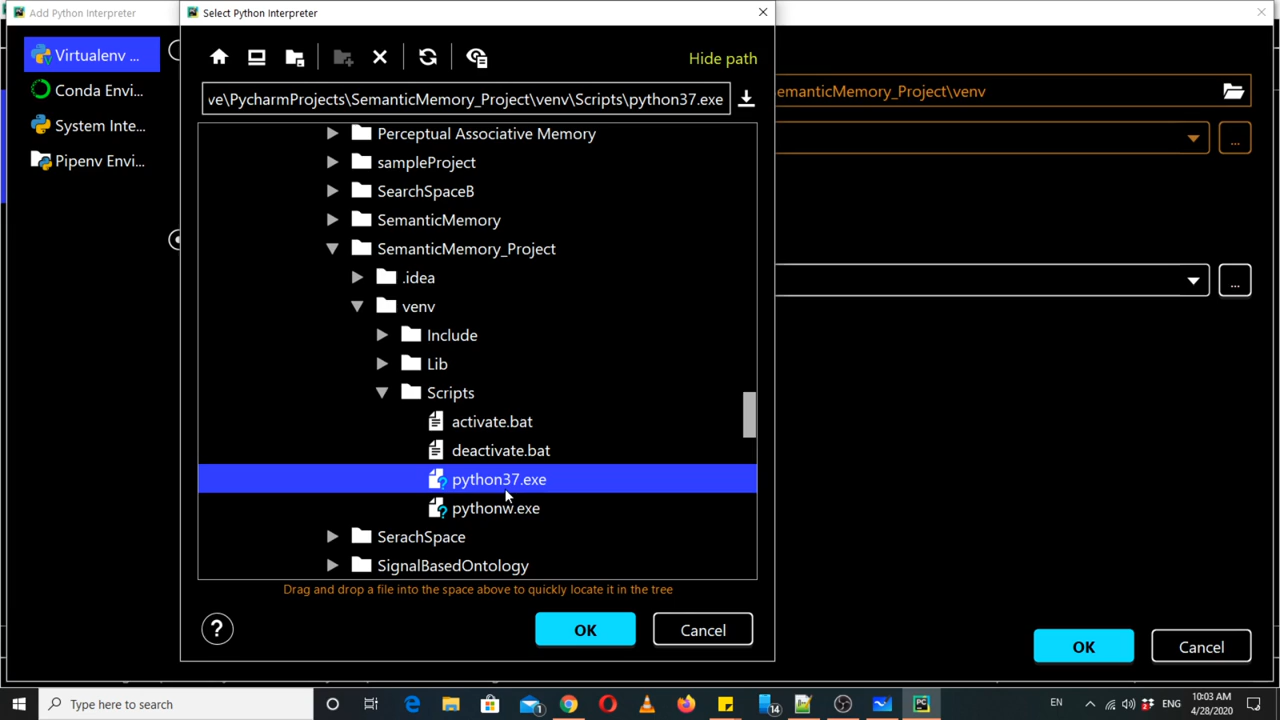 Add Python Interpreter
Select Python Interpreter
Virtualenv ...
Conda Envi...
System Inte...
Pipenv Envi...
Hide path
ve\PycharmProjects\SemanticMemory_Project\venv\Scripts\python37.exe
emanticMemory_Project\venv
...
...
Perceptual Associative Memory
sampleProject
SearchSpaceB
SemanticMemory
SemanticMemory_Project
.idea
venv
Include
Lib
Scripts
activate.bat
deactivate.bat
python37.exe
pythonw.exe
SerachSpace
SignalBasedOntology
Drag and drop a file into the space above to quickly locate it in the tree
?
OK
Cancel
OK
Cancel
Type here to search
1
14
PC
EN
ENG
10:03 AM
4/28/2020